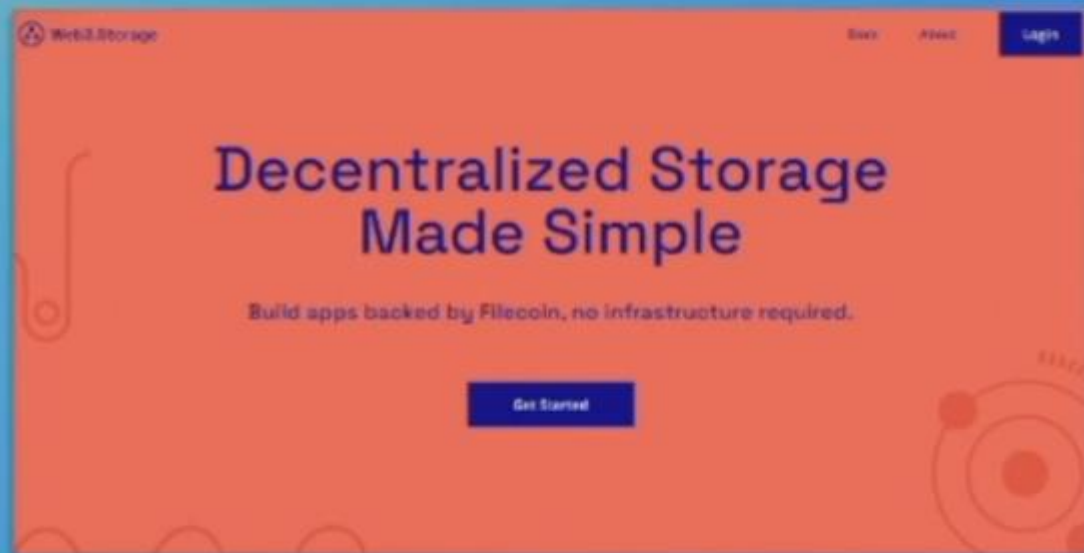 Web3.Storage
Docs
About
Login
Decentralized Storage
Made Simple
Build apps backed by Filecoin, no infrastructure required.
Get Started